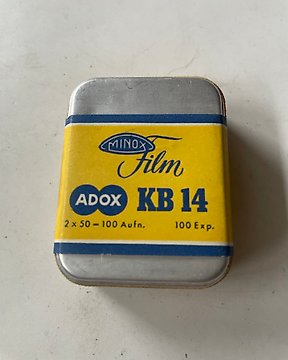 MINOX
Film
ADOX KB 14
2 x 50 – 100 Aufn. 100 Exp.